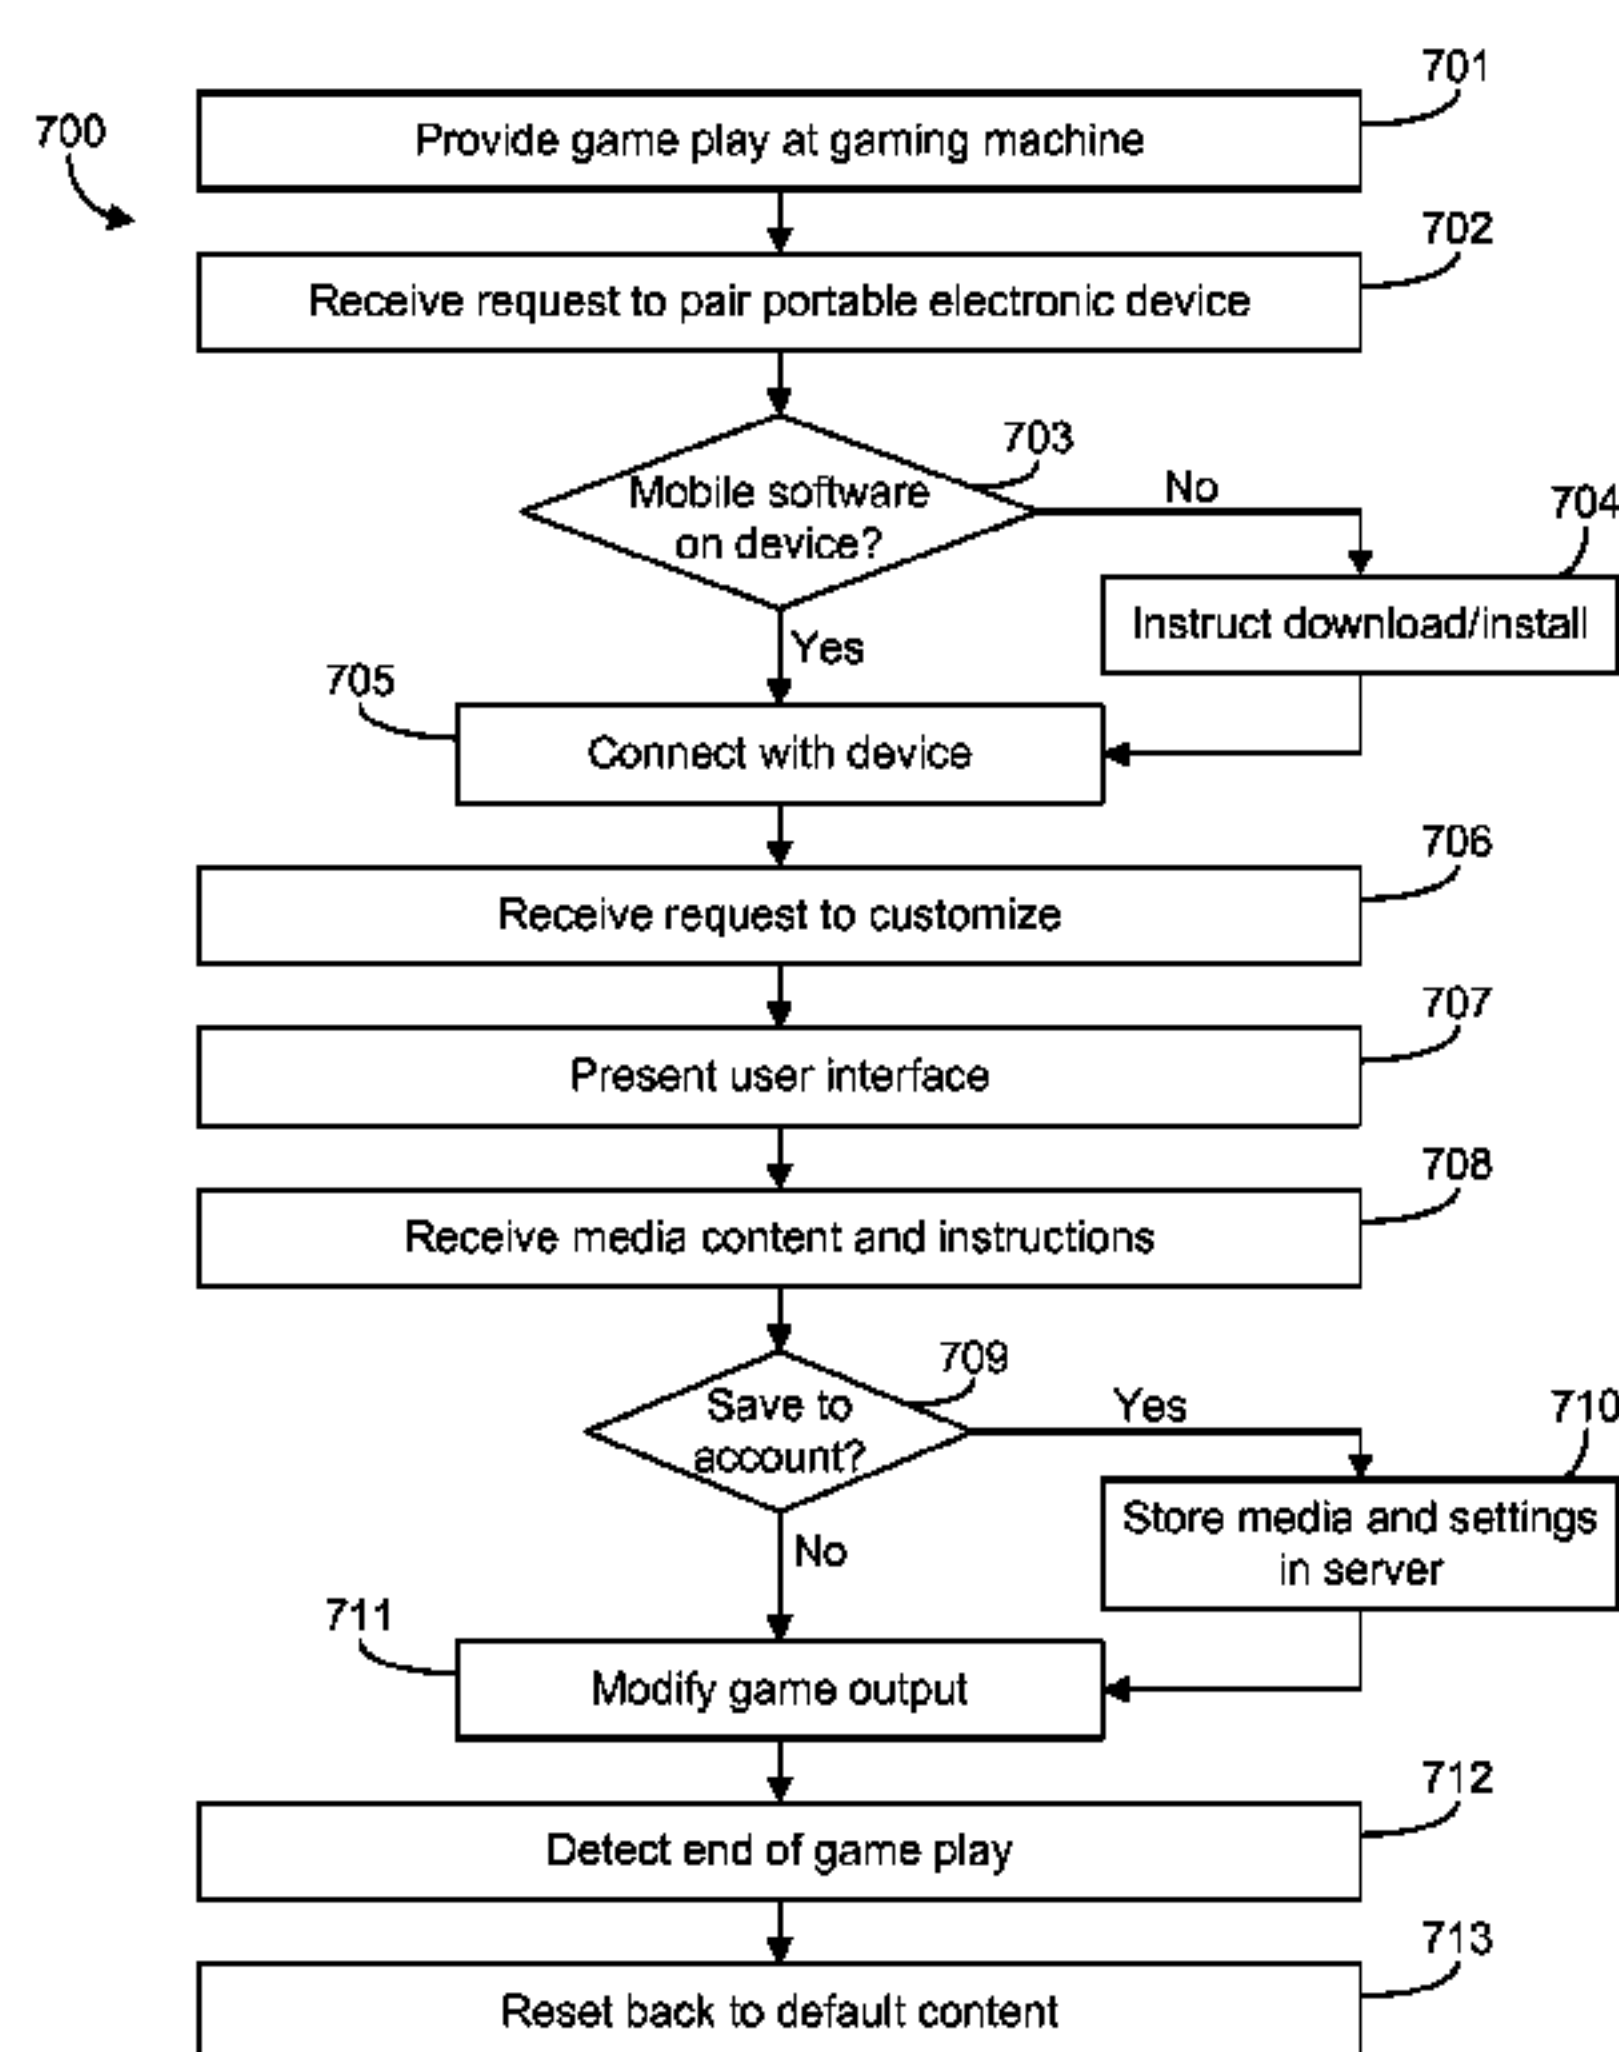 701
Provide game play at gaming machine
700
702
Receive request to pair portable electronic device
703
Mobile software
on device?
No
704
Instruct download/install
Yes
705
Connect with device
706
Receive request to customize
707
Present user interface
708
Receive media content and instructions
709
Save to
account?
Yes
710
Store media and settings
in server
No
711
Modify game output
712
Detect end of game play
713
Reset back to default content